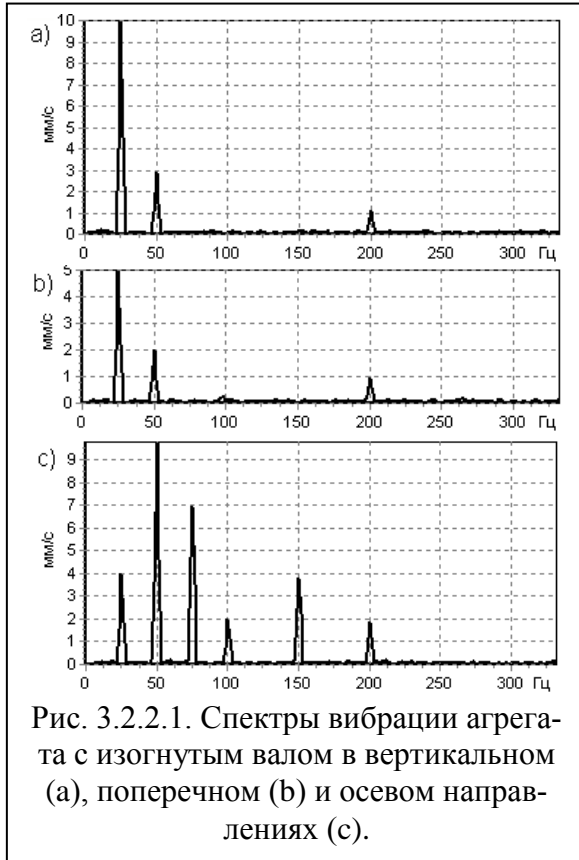 a)
10
9
8
7
6
5
4
3
2
1
0
мм/с
0 50 100 150 200 250 300 Гц
b)
5
4
3
2
1
0
мм/с
0 50 100 150 200 250 300 Гц
c)
9
8
7
6
5
4
3
2
1
0
мм/с
0 50 100 150 200 250 300 Гц
Рис. 3.2.2.1. Спектры вибрации агрега-
та с изогнутым валом в вертикальном
(a), поперечном (b) и осевом направ-
лениях (c).